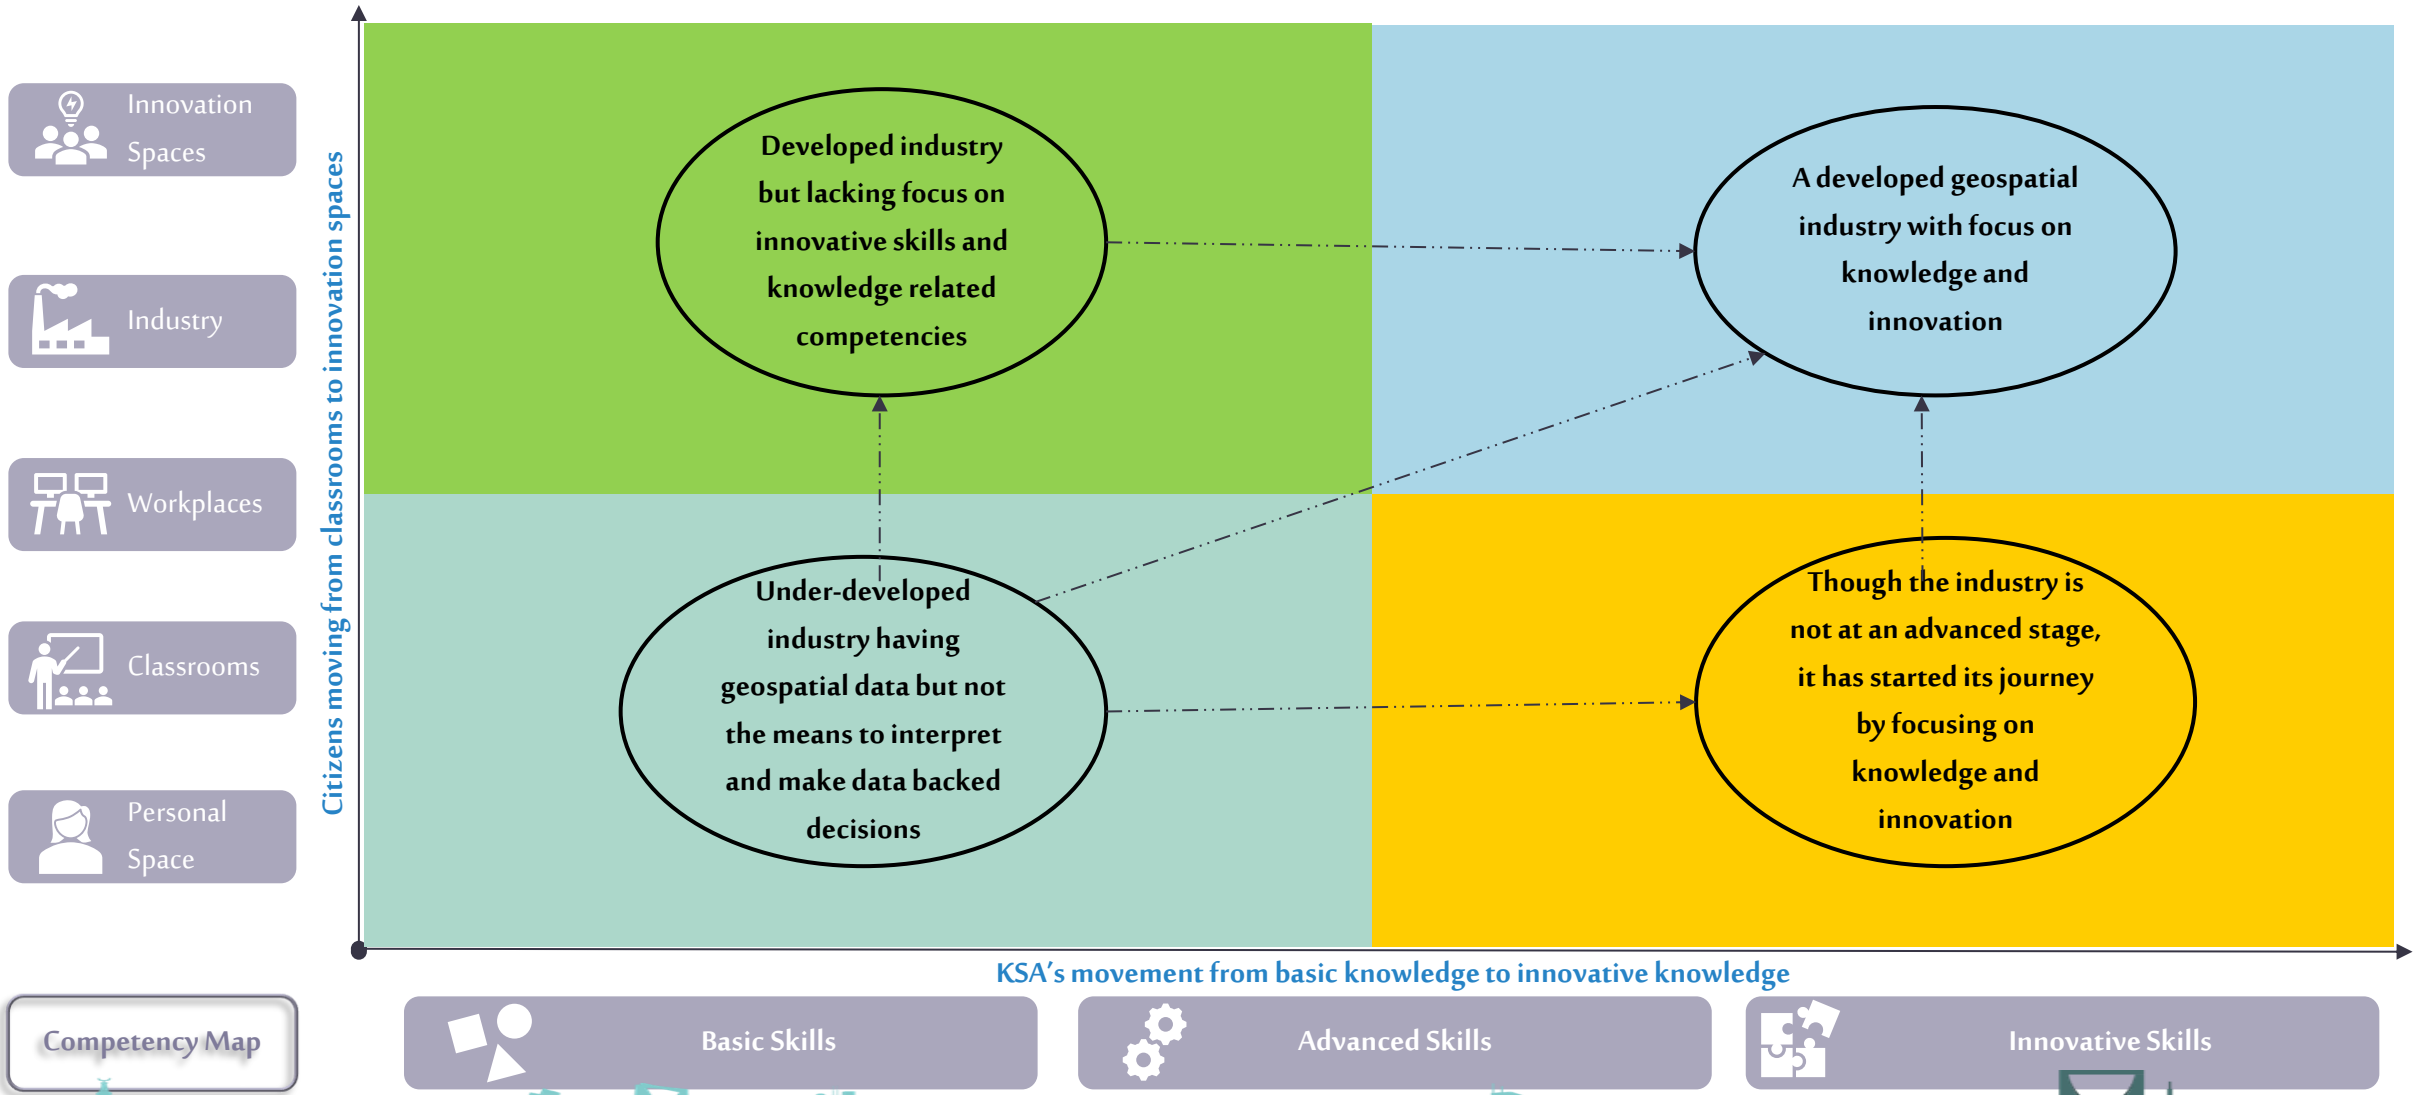 Innovation
Spaces
Industry
Workplaces
Classrooms
Personal
Space
Citizens moving from classrooms to innovation spaces
Developed industry
but lacking focus on
innovative skills and
knowledge related
competencies
A developed geospatial
industry with focus on
knowledge and
innovation
Under-developed
industry having
geospatial data but not
the means to interpret
and make data backed
decisions
Though the industry is
not at an advanced stage,
it has started its journey
by focusing on
knowledge and
innovation
KSA's movement from basic knowledge to innovative knowledge
Competency Map
Basic Skills
Advanced Skills
Innovative Skills